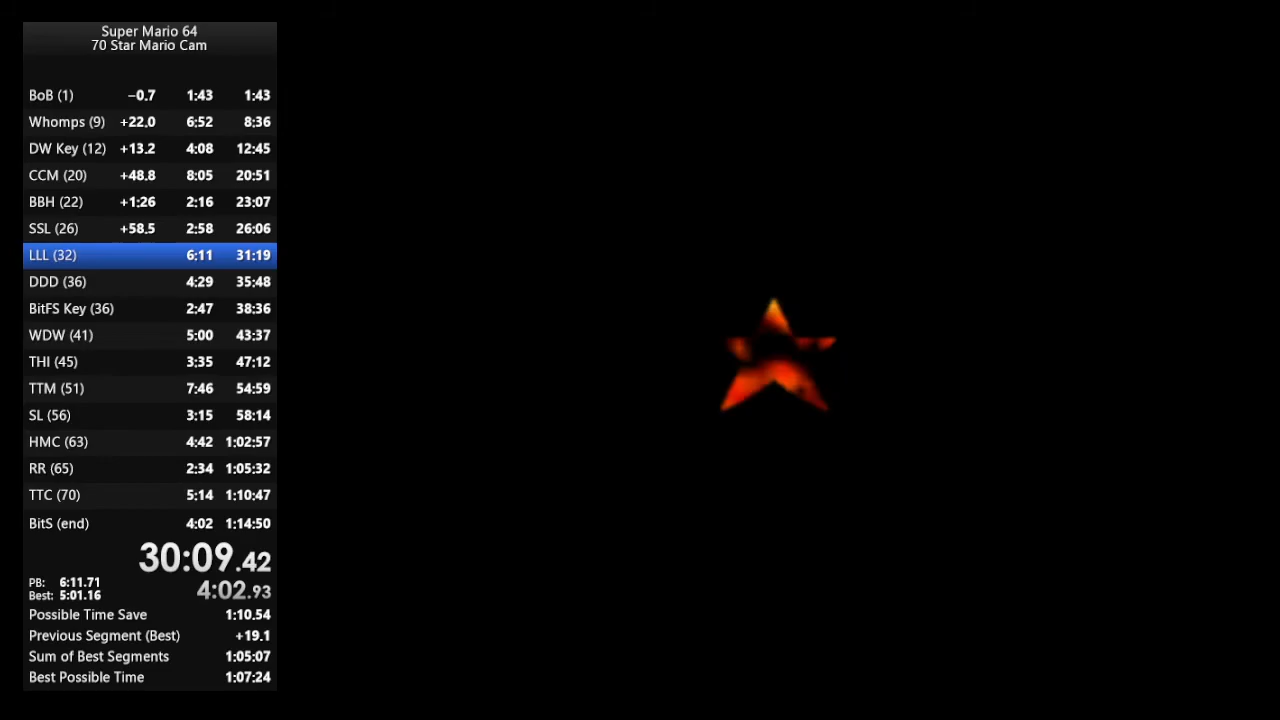 Super Mario 64
70 Star Mario Cam
BoB (1) −0.7 1:43 1:43
Whomps (9) +22.0 6:52 8:36
DW Key (12) +13.2 4:08 12:45
CCM (20) +48.8 8:05 20:51
BBH (22) +1:26 2:16 23:07
SSL (26) +58.5 2:58 26:06
LLL (32) 6:11 31:19
DDD (36) 4:29 35:48
BitFS Key (36) 2:47 38:36
WDW (41) 5:00 43:37
THI (45) 3:35 47:12
TTM (51) 7:46 54:59
SL (56) 3:15 58:14
HMC (63) 4:42 1:02:57
RR (65) 2:34 1:05:32
TTC (70) 5:14 1:10:47
BitS (end) 4:02 1:14:50
30:09.42
PB: 6:11.71
Best: 5:01.16
4:02.93
Possible Time Save 1:10.54
Previous Segment (Best) +19.1
Sum of Best Segments 1:05:07
Best Possible Time 1:07:24